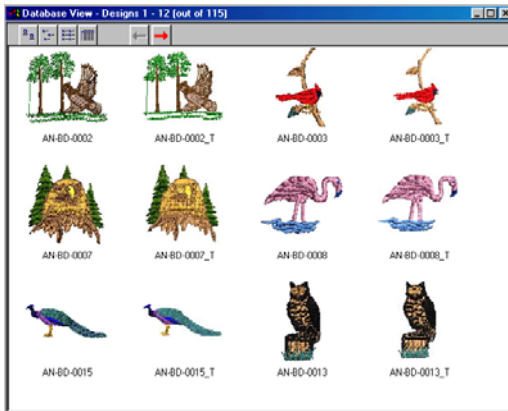 Database View - Designs 1 - 12 (out of 115)
AN-BD-0002 AN-BD-0002_T AN-BD-0003 AN-BD-0003_T
AN-BD-0007 AN-BD-0007_T AN-BD-0008 AN-BD-0008_T
AN-BD-0015 AN-BD-0015_T AN-BD-0013 AN-BD-0013_T